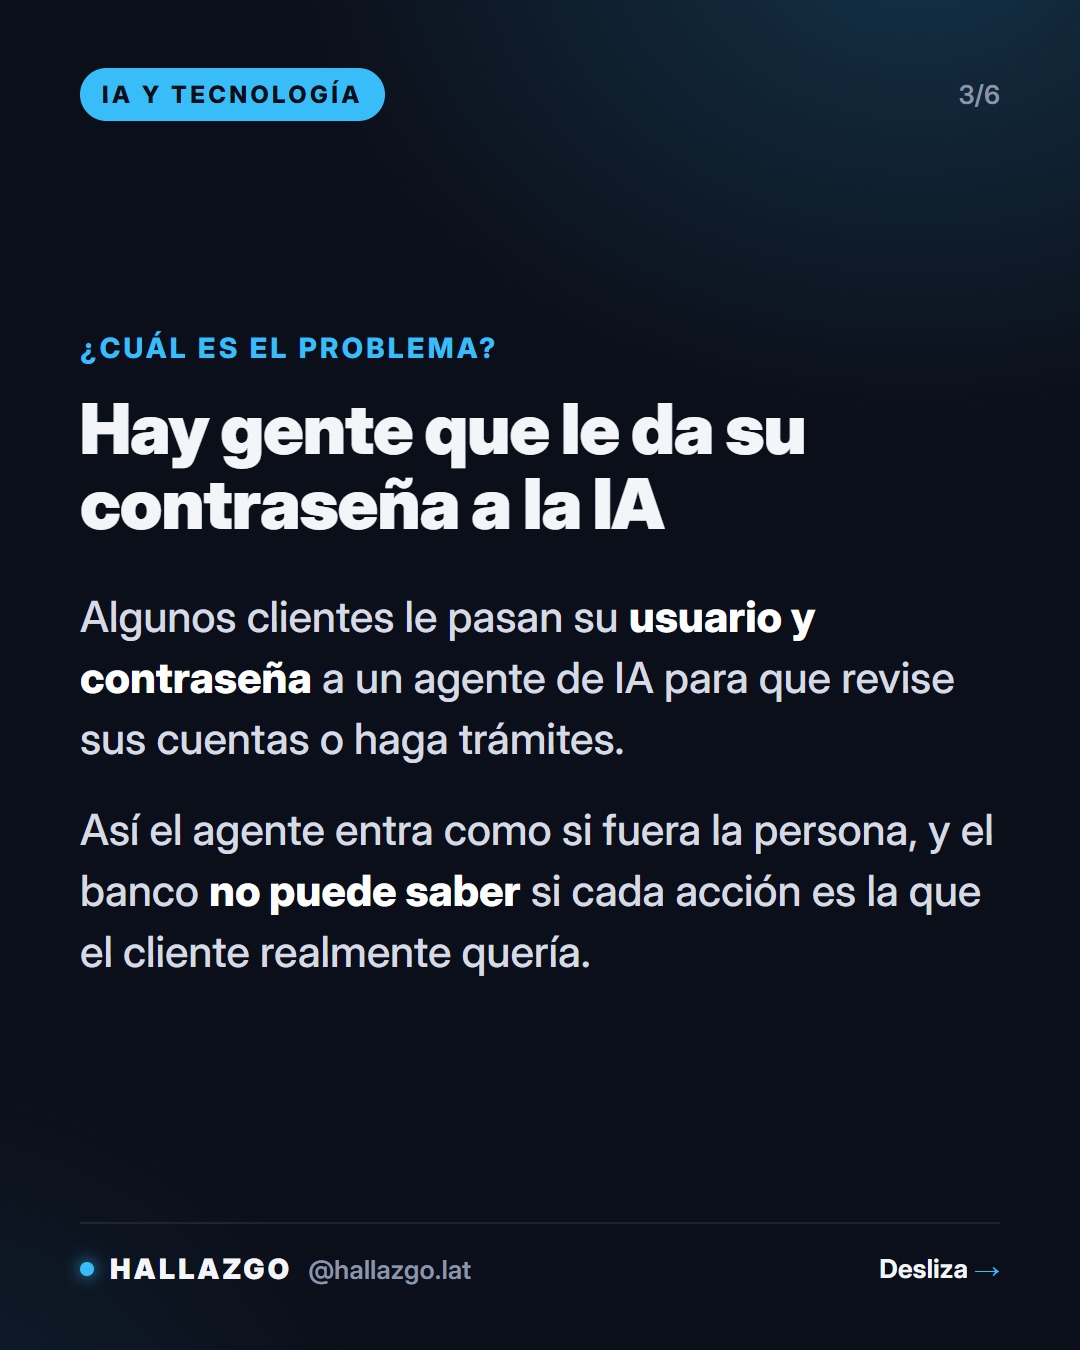 IA Y TECNOLOGÍA
3/6
¿CUÁL ES EL PROBLEMA?
Hay gente que le da su
contraseña a la IA
Algunos clientes le pasan su usuario y
contraseña a un agente de IA para que revise
sus cuentas o haga trámites.
Así el agente entra como si fuera la persona, y el
banco no puede saber si cada acción es la que
el cliente realmente quería.
HALLAZGO @hallazgo.lat
Desliza →